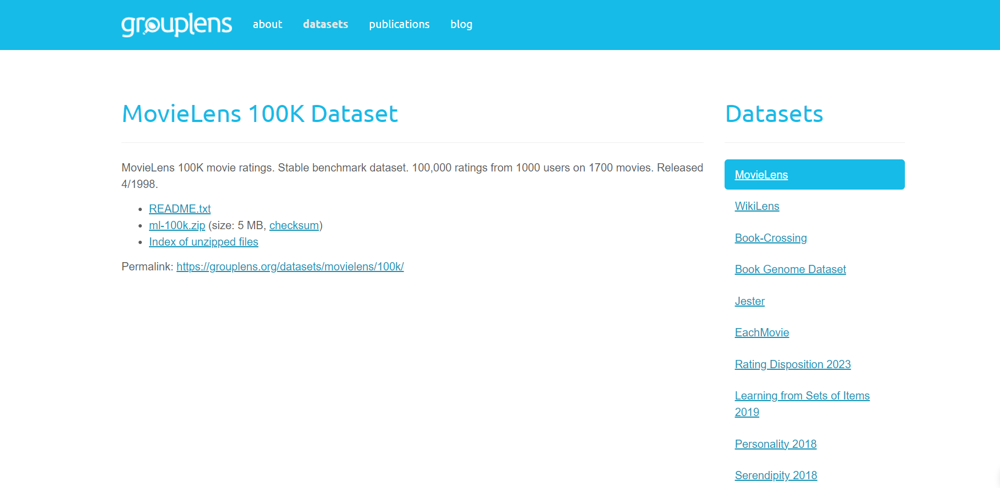 grouplens about datasets publications blog
MovieLens 100K Dataset
MovieLens 100K movie ratings. Stable benchmark dataset. 100,000 ratings from 1000 users on 1700 movies. Released
4/1998.
README.txt
ml-100k.zip (size: 5 MB, checksum)
Index of unzipped files
Permalink: https://grouplens.org/datasets/movielens/100k/
Datasets
MovieLens
WikiLens
Book-Crossing
Book Genome Dataset
Jester
EachMovie
Rating Disposition 2023
Learning from Sets of Items
2019
Personality 2018
Serendipity 2018